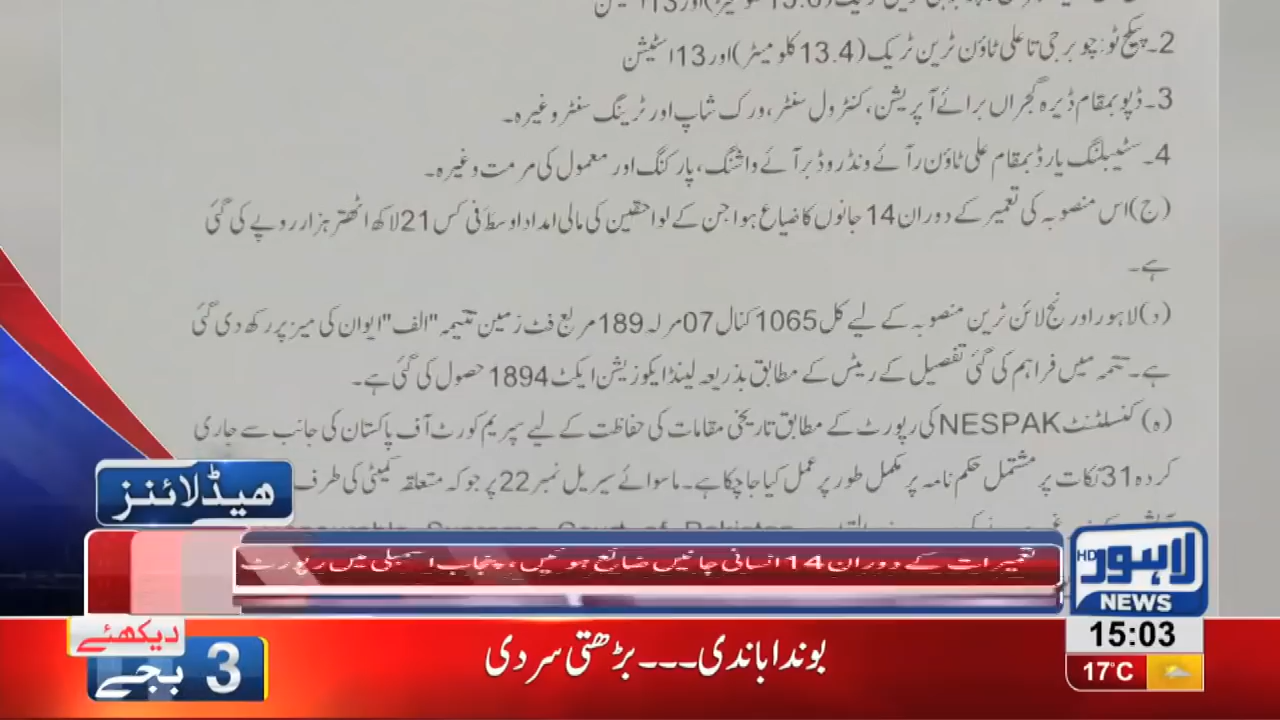 2۔ پیکج ٹو: چوبرجی تا علی ٹاؤن ٹرین ٹریک (13.4 کلومیٹر) اور 13 اسٹیشن
3۔ ڈپو بمقام ڈیرہ گجراں برائے آپریشن، کنٹرول سنٹر، ورک شاپ اور ٹریننگ سنٹر وغیرہ۔
4۔ سٹیبلنگ یارڈ بمقام علی ٹاؤن رائے ونڈ روڈ برائے واشنگ، پارکنگ اور معمول کی مرمت وغیرہ۔
(ج) اس منصوبہ کی تعمیر کے دوران 14 جانوں کا ضیاع ہوا جن کے لواحقین کی مالی امداد اوسط فی کس 21 لاکھ اٹھتر ہزار روپے کی گئی
ہے۔
(د) لاہور اورنج لائن ٹرین منصوبہ کے لیے کل 1065 کنال 07 مرلہ 189 مربع فٹ زمین تتیمہ "الف" ایوان کی میز پر رکھ دی گئی
ہے۔ تتمہ میں فراہم کی گئی تفصیل کے ریٹس کے مطابق بذریعہ لینڈ ایکوزیشن ایکٹ 1894 حصول کی گئی ہے۔
(ہ) کنسلٹنٹ NESPAK کی رپورٹ کے مطابق تاریخی مقامات کی حفاظت کے لیے سپریم کورٹ آف پاکستان کی جانب سے جاری
کردہ 31 نکات پر مشتمل حکم نامہ پر مکمل طور پر عمل کیا جا چکا ہے۔ ماسوائے سیریل نمبر 22 پر جو کہ متعلقہ کمیٹی کی طرف
Supreme Court of Pakistan
ھیڈلائنز
تعمیرات کے دوران 14 انسانی جانیں ضائع ہوئیں، پنجاب اسمبلی میں رپورٹ
لاہور HD
NEWS
15:03
17°C
دیکھئے
3 بجے
بوندا باندی۔۔۔بڑھتی سردی